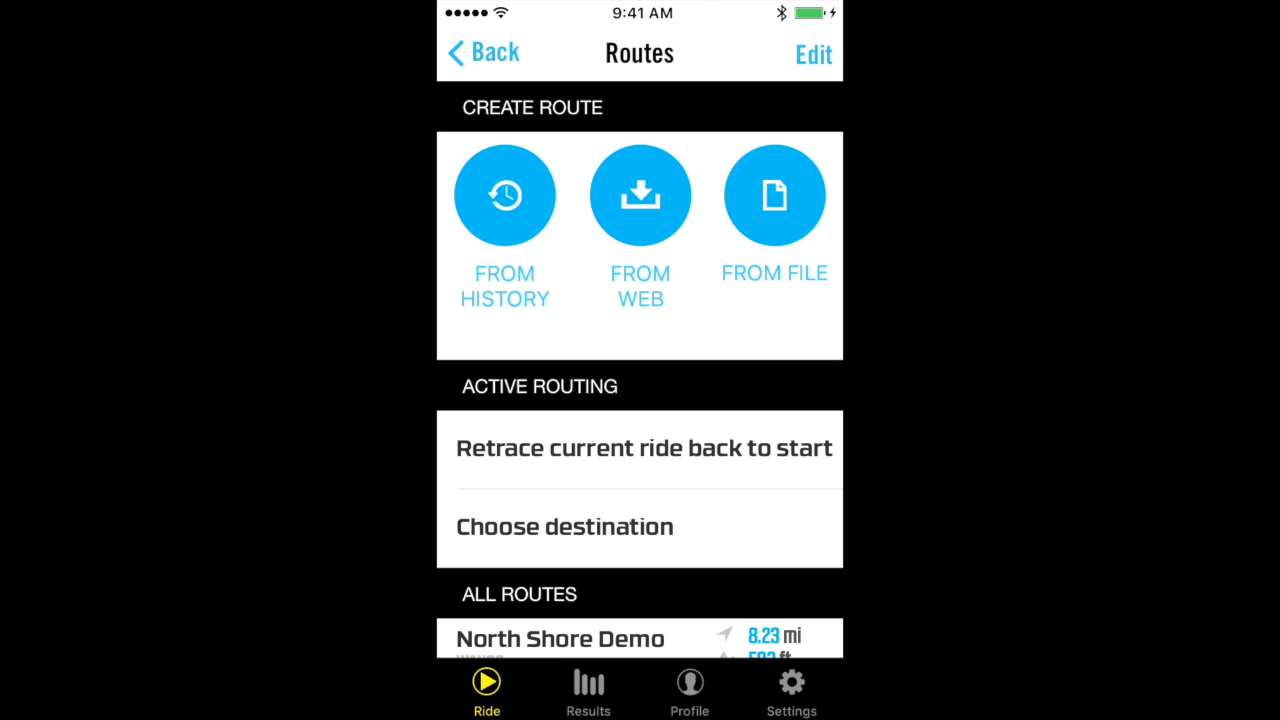 9:41 AM
Back
Routes
Edit
CREATE ROUTE
FROM
HISTORY
FROM
WEB
FROM FILE
ACTIVE ROUTING
Retrace current ride back to start
Choose destination
ALL ROUTES
North Shore Demo
8.23 mi
Ride
Results
Profile
Settings